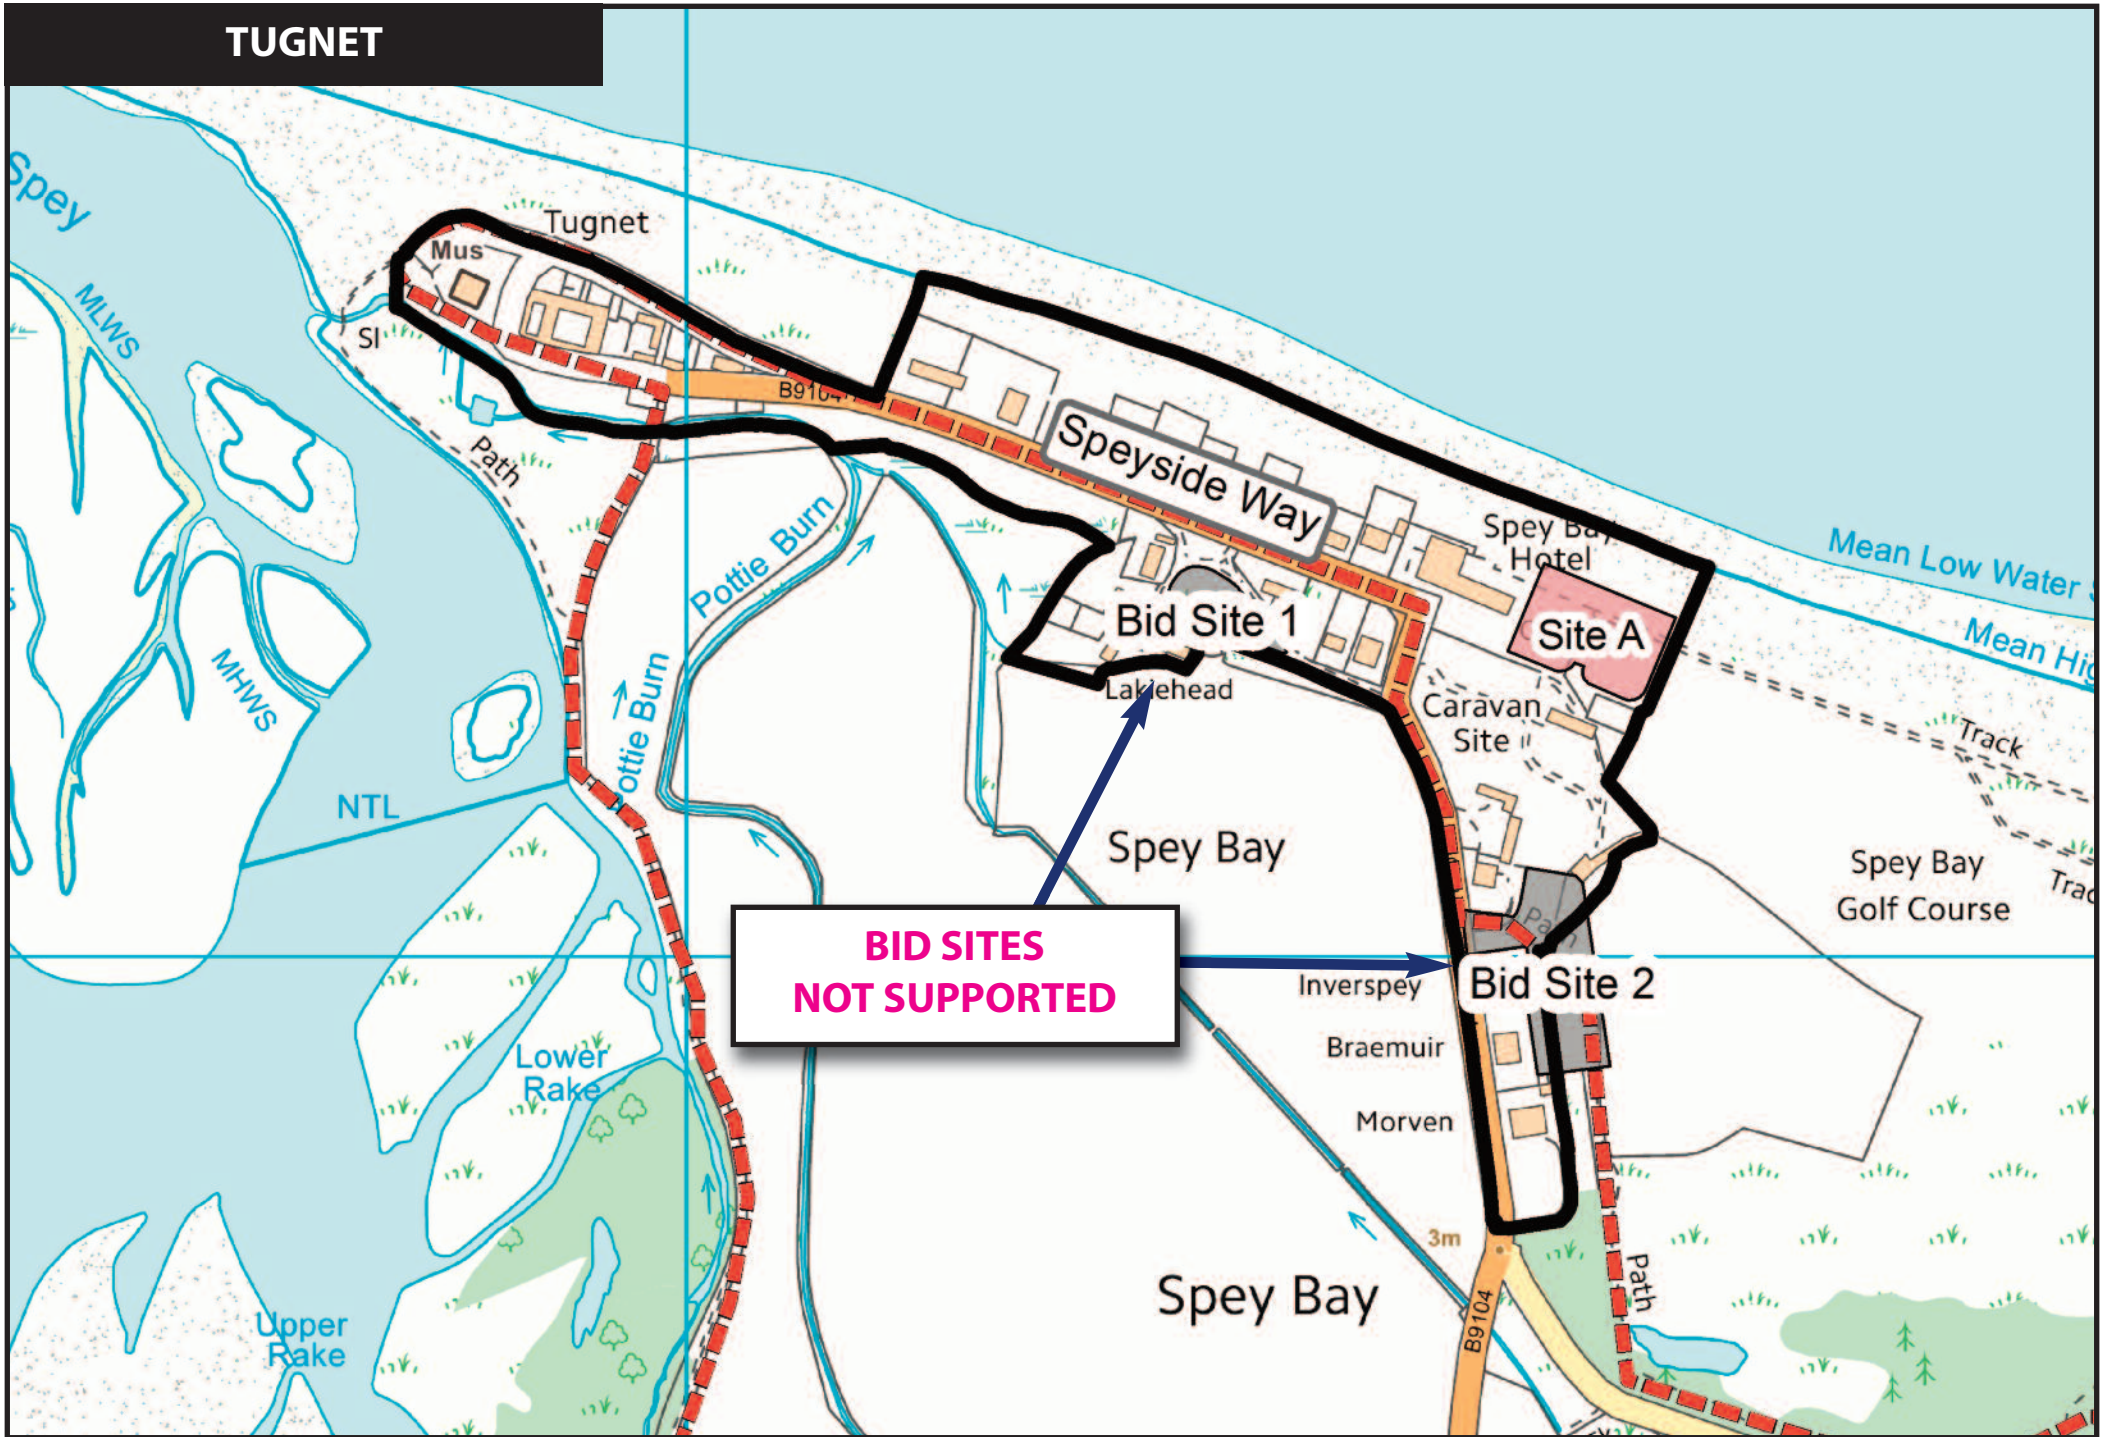 TUGNET
Spey
Tugnet
Mus
MLWS
SI
B9104
Path
Speyside Way
Spey Bay
Hotel
Mean Low Water
Pottie Burn
Bid Site 1
Site A
Mean Hig
MHWS
Lakehead
Caravan
Site
Track
Pottie Burn
NTL
Spey Bay
Spey Bay
Golf Course
Trac
Path
BID SITES
NOT SUPPORTED
Inverspey
Bid Site 2
Braemuir
Lower
Rake
Morven
3m
Path
Spey Bay
B9104
Upper
Rake